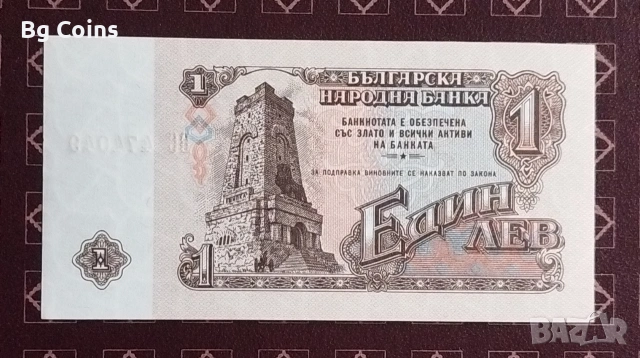 Bg Coins
1
БЪЛГАРСКА
НАРОДНА БАНКА
БАНКНОТАТА Е ОБЕЗПЕЧЕНА
СЪС ЗЛАТО И ВСИЧКИ АКТИВИ
НА БАНКАТА
ЗА ПОДПРАВКА ВИНОВНИТЕ СЕ НАКАЗВАТ ПО ЗАКОНА
1
ЕДИН
ЛЕВ
1
1
BAZAR